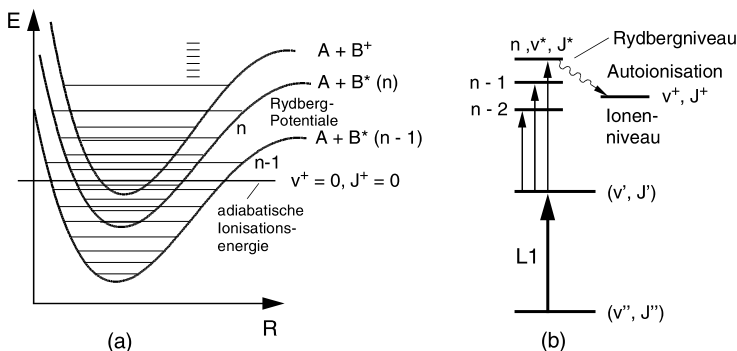 E
A + B⁺
A + B* (n)
Rydberg-
Potentiale
n
A + B* (n - 1)
n-1
v⁺ = 0, J⁺ = 0
adiabatische
Ionisations-
energie
R
(a)
n ,v*, J*
Rydbergniveau
n - 1
Autoionisation
v⁺, J⁺
n - 2
Ionen-
niveau
(v', J')
L1
(v'', J'')
(b)